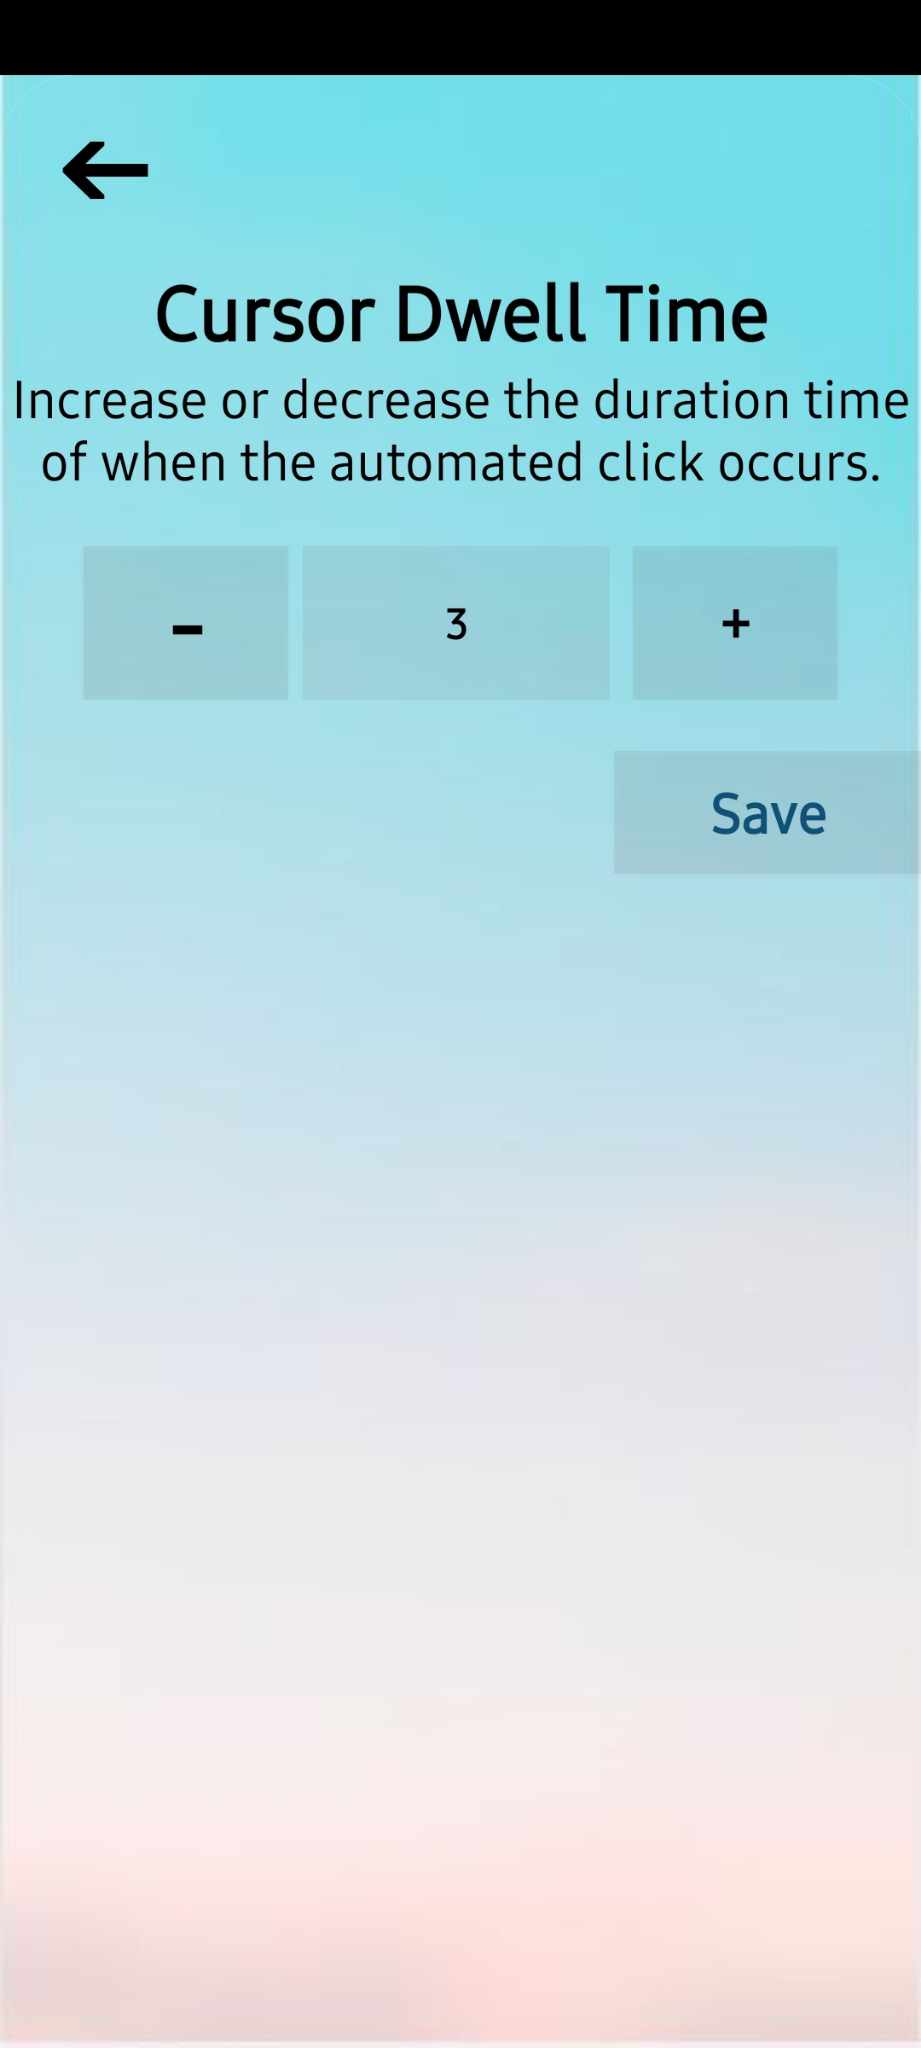 Cursor Dwell Time
Increase or decrease the duration time
of when the automated click occurs.
- 3 +
Save